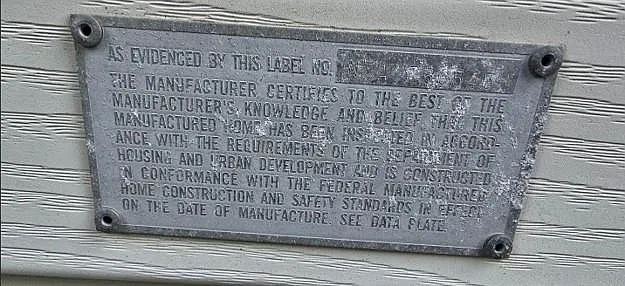 AS EVIDENCED BY THIS LABEL NO.
THE MANUFACTURER CERTIFIES TO THE BEST OF THE
MANUFACTURER'S KNOWLEDGE AND BELIEF THAT THIS
MANUFACTURED HOME HAS BEEN INSPECTED IN ACCORD-
ANCE WITH THE REQUIREMENTS OF THE DEPARTMENT OF
HOUSING AND URBAN DEVELOPMENT AND IS CONSTRUCTED
IN CONFORMANCE WITH THE FEDERAL MANUFACTURED
HOME CONSTRUCTION AND SAFETY STANDARDS IN EFFECT
ON THE DATE OF MANUFACTURE. SEE DATA PLATE.